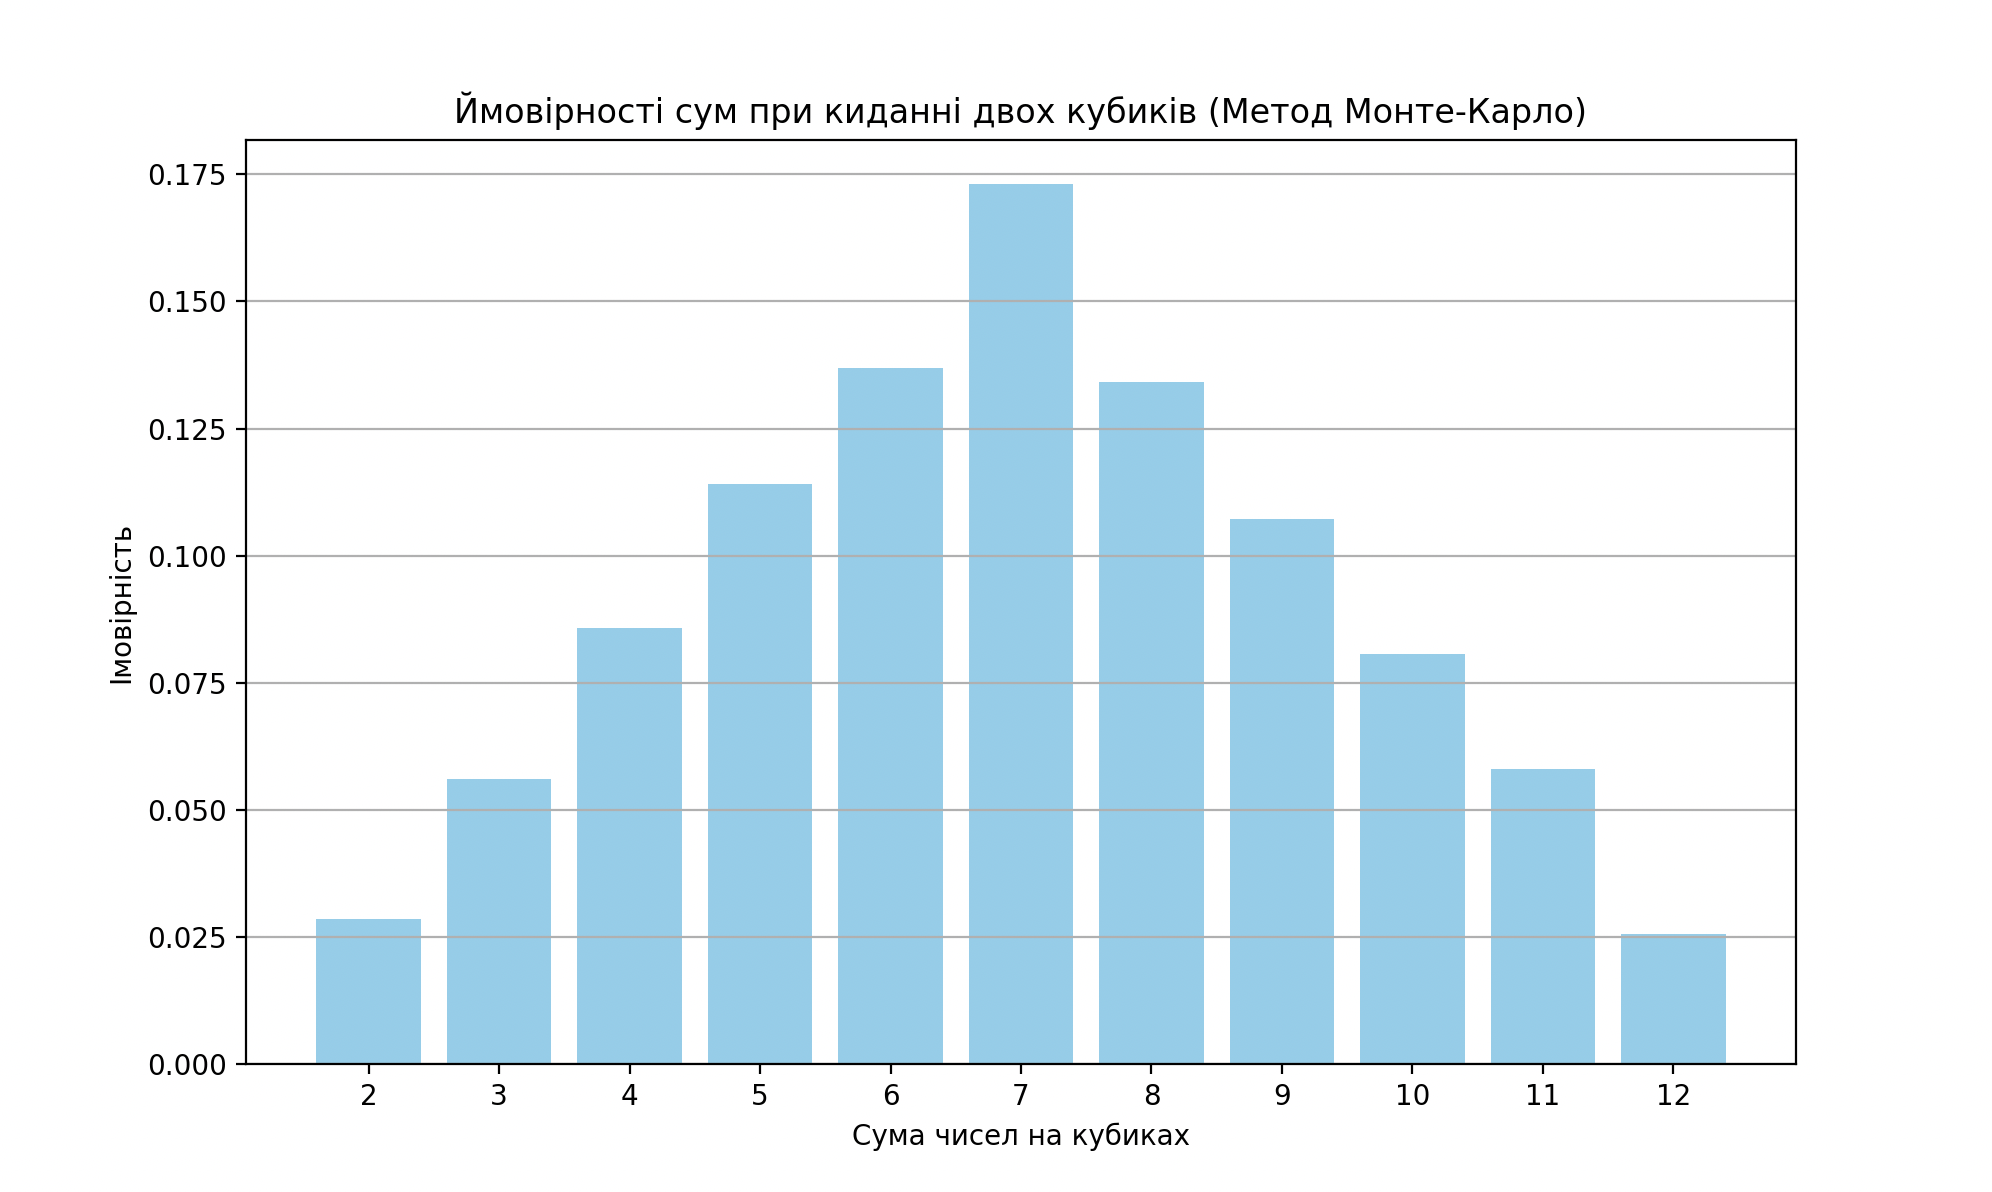 Ймовірності сум при киданні двох кубиків (Метод Монте-Карло)
0.175
0.150
0.125
0.100
0.075
0.050
0.025
0.000
Імовірність
2 3 4 5 6 7 8 9 10 11 12
Сума чисел на кубиках